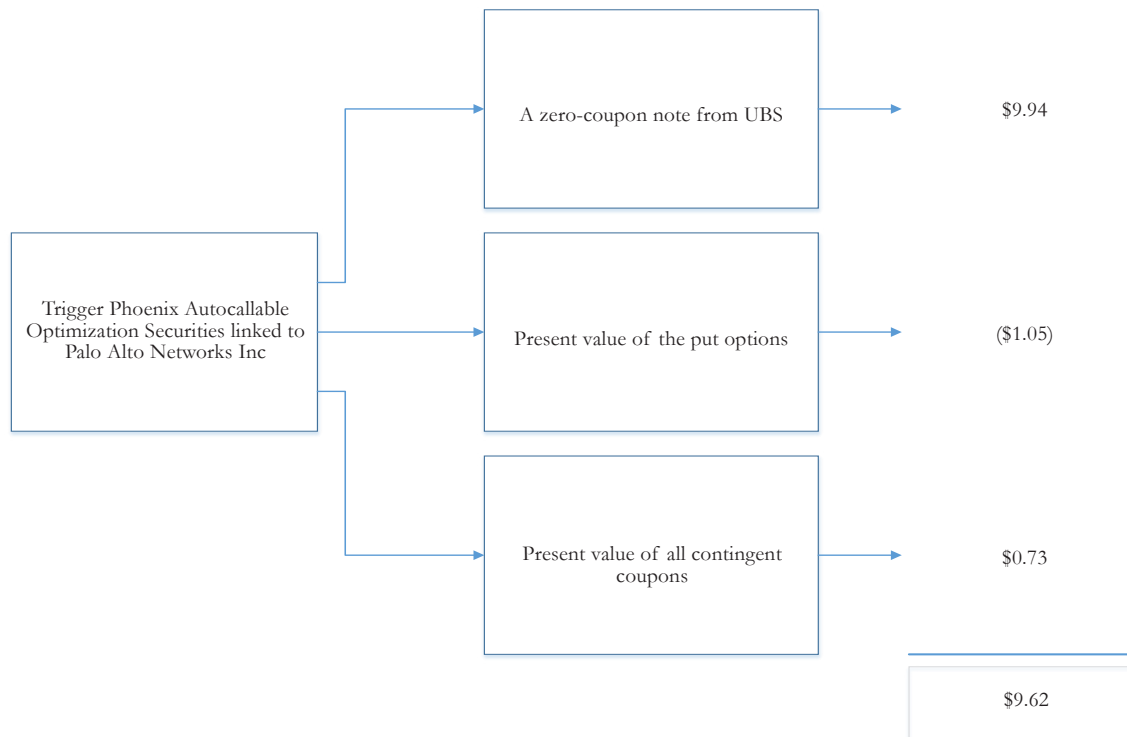 A zero-coupon note from UBS
$9.94
Trigger Phoenix Autocallable
Optimization Securities linked to
Palo Alto Networks Inc
Present value of the put options
($1.05)
Present value of all contingent
coupons
$0.73
$9.62